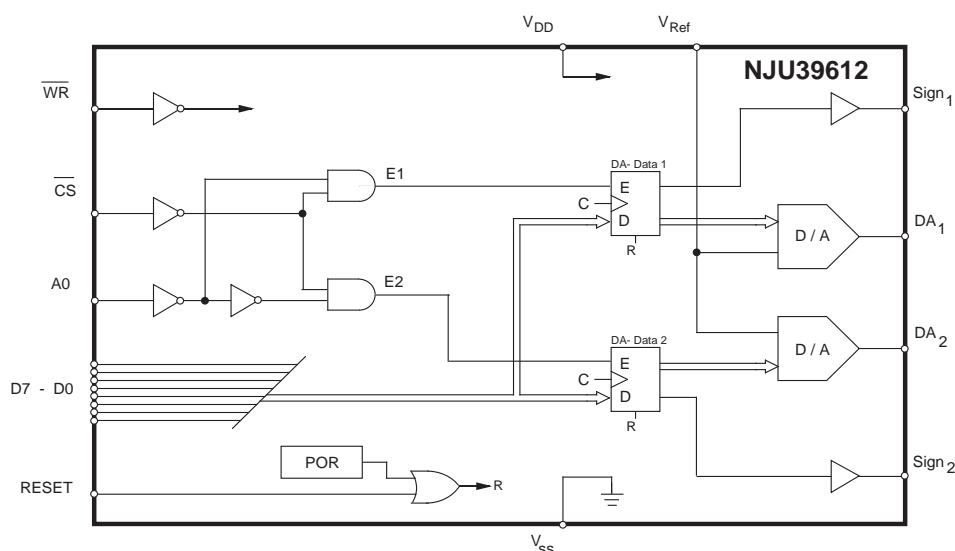 V_DD
V_Ref
NJU39612
WR
Sign_1
DA- Data 1
E1
E
CS
C
D
D / A
DA_1
R
A0
E2
DA- Data 2
D / A
DA_2
E
C
D7 - D0
D
R
POR
Sign_2
RESET
R
V_ss